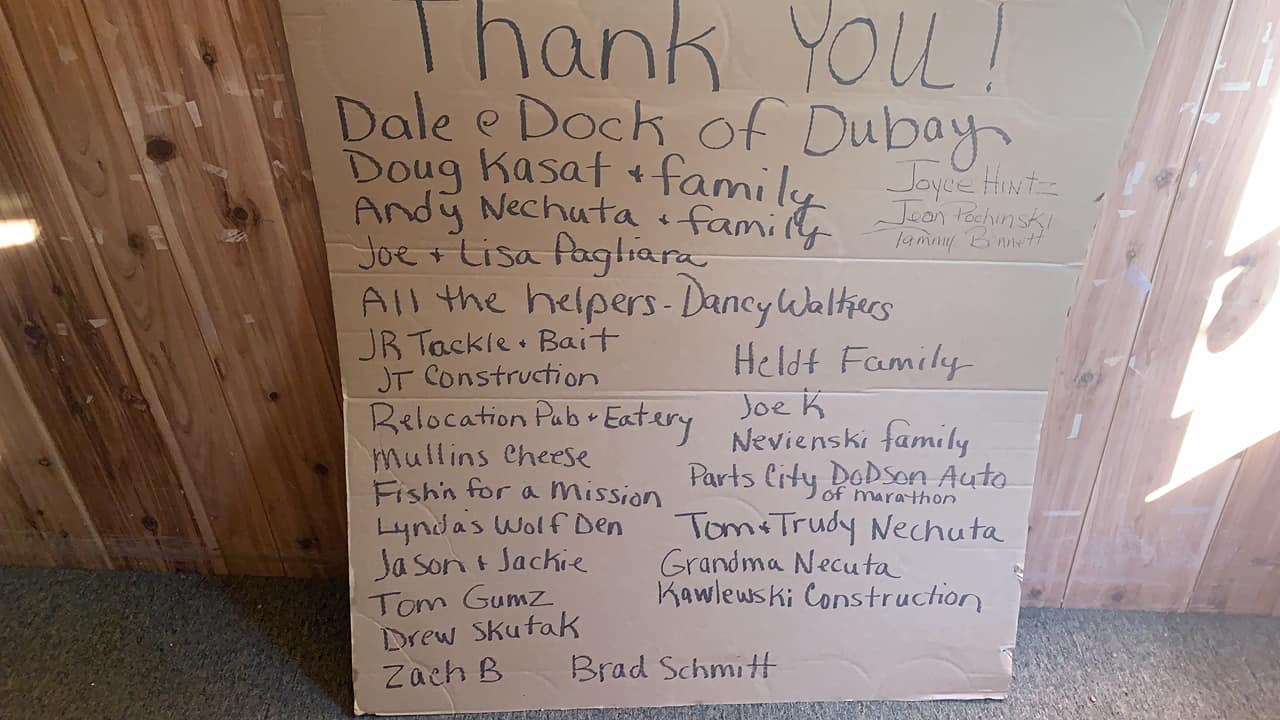 Thank You!
Dale @ Dock of Dubay
Doug Kasat + family
Joyce Hintz
Andy Nechuta + family
Jean Pochinski
Tammy Bennett
Joe + Lisa Pagliara
All the helpers - Dancy Walkers
JR Tackle + Bait
Heldt Family
JT Construction
Joe K
Relocation Pub + Eatery
Nevienski family
Mullins Cheese
Parts City DoDson Auto
of marathon
Fish'n for a Mission
Lynda's Wolf Den
Tom + Trudy Nechuta
Jason + Jackie
Grandma Necuta
Tom Gumz
Kawlewski Construction
Drew Skutak
Zach B
Brad Schmitt